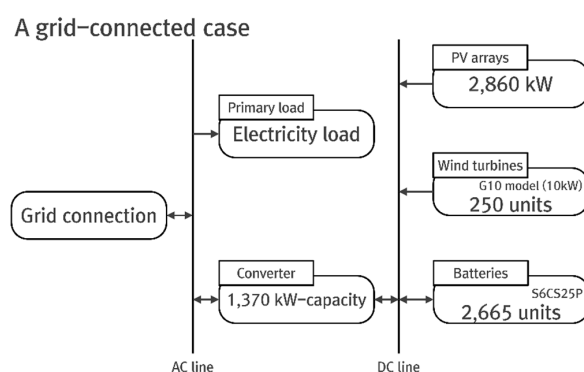 A grid-connected case
PV arrays
2,860 kW
Primary load
Electricity load
Wind turbines
G10 model (10kW)
250 units
Grid connection
Converter
1,370 kW-capacity
Batteries
S6CS25P
2,665 units
AC line
DC line